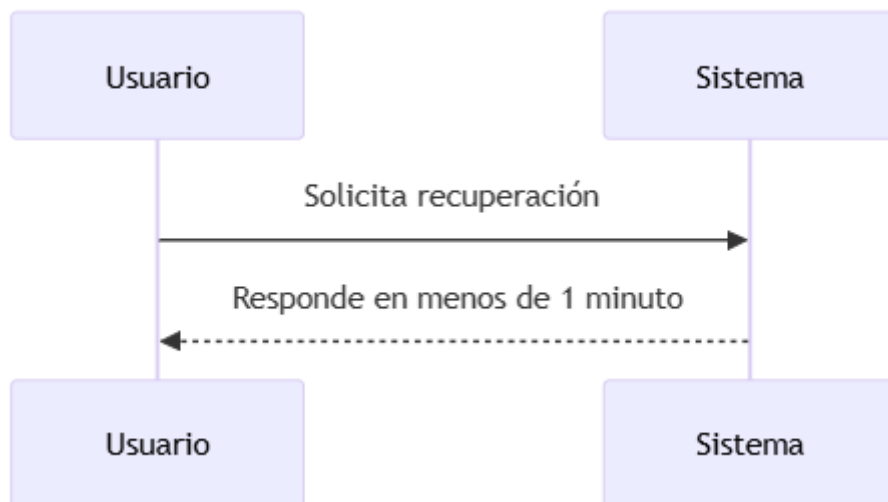 Usuario
Sistema
Solicita recuperación
Responde en menos de 1 minuto
Usuario
Sistema